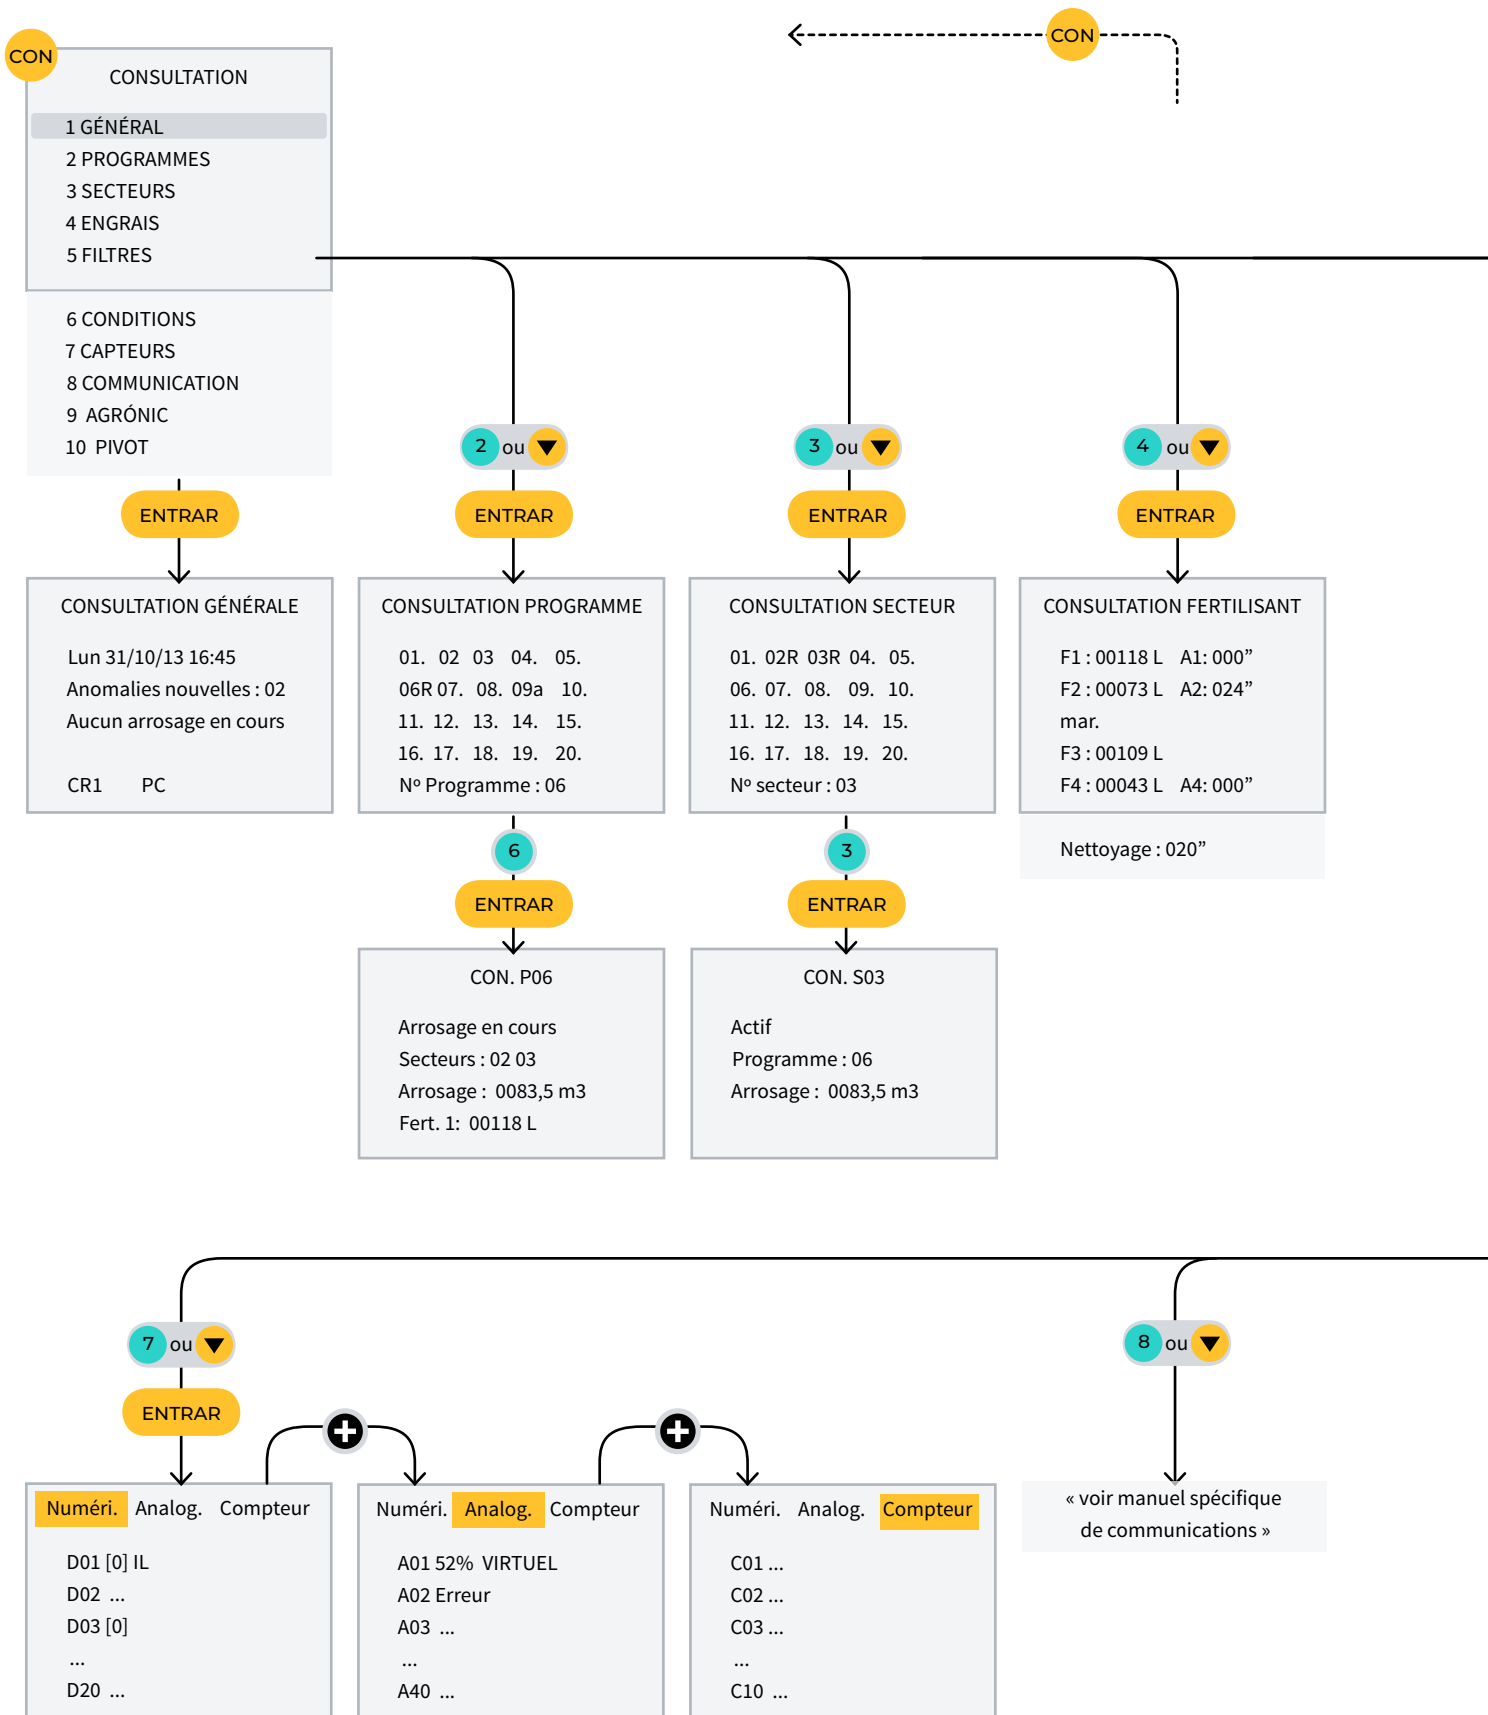 CON
CON
CONSULTATION
1 GÉNÉRAL
2 PROGRAMMES
3 SECTEURS
4 ENGRAIS
5 FILTRES
6 CONDITIONS
7 CAPTEURS
8 COMMUNICATION
9 AGRÓNIC
10 PIVOT
2 ou
3 ou
4 ou
ENTRAR
ENTRAR
ENTRAR
ENTRAR
CONSULTATION GÉNÉRALE
Lun 31/10/13 16:45
Anomalies nouvelles : 02
Aucun arrosage en cours
CR1 PC
CONSULTATION PROGRAMME
01. 02 03 04. 05.
06R 07. 08. 09a 10.
11. 12. 13. 14. 15.
16. 17. 18. 19. 20.
Nº Programme : 06
CONSULTATION SECTEUR
01. 02R 03R 04. 05.
06. 07. 08. 09. 10.
11. 12. 13. 14. 15.
16. 17. 18. 19. 20.
Nº secteur : 03
CONSULTATION FERTILISANT
F1 : 00118 L A1: 000”
F2 : 00073 L A2: 024”
mar.
F3 : 00109 L
F4 : 00043 L A4: 000”
Nettoyage : 020”
6
3
ENTRAR
ENTRAR
CON. P06
Arrosage en cours
Secteurs : 02 03
Arrosage : 0083,5 m3
Fert. 1: 00118 L
CON. S03
Actif
Programme : 06
Arrosage : 0083,5 m3
7 ou
8 ou
ENTRAR
Numéri. Analog. Compteur
D01 [0] IL
D02 ...
D03 [0]
...
D20 ...
Numéri. Analog. Compteur
A01 52% VIRTUEL
A02 Erreur
A03 ...
...
A40 ...
Numéri. Analog. Compteur
C01 ...
C02 ...
C03 ...
...
C10 ...
« voir manuel spécifique
de communications »